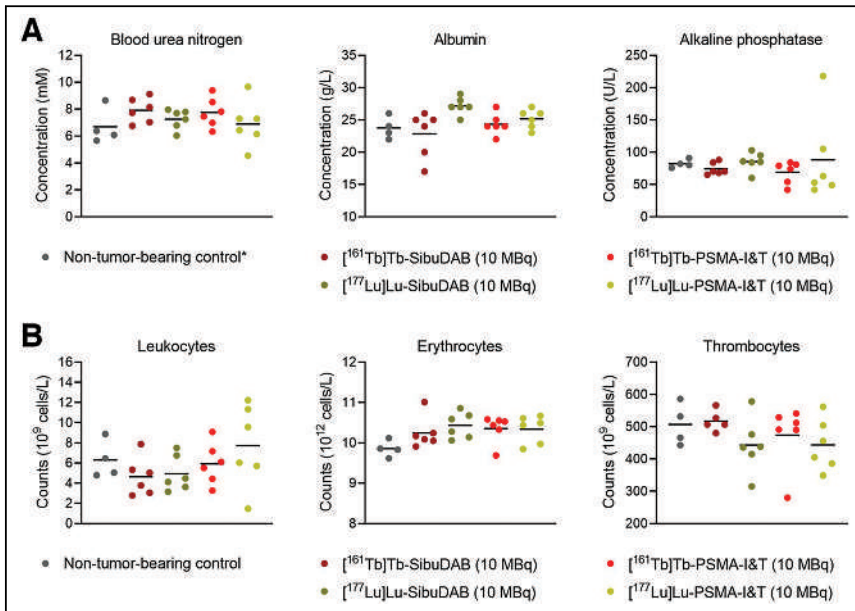 A
Blood urea nitrogen
Albumin
Alkaline phosphatase
Concentration (mM)
12
10
8
6
4
2
0
Concentration (g/L)
35
30
25
20
15
10
Concentration (U/L)
250
200
150
100
50
0
Non-tumor-bearing control*
[¹⁶¹Tb]Tb-SibuDAB (10 MBq)
[¹⁶¹Tb]Tb-PSMA-I&T (10 MBq)
[¹⁷⁷Lu]Lu-SibuDAB (10 MBq)
[¹⁷⁷Lu]Lu-PSMA-I&T (10 MBq)
B
Leukocytes
Erythrocytes
Thrombocytes
Counts (10⁹ cells/L)
16
14
12
10
8
6
4
2
0
Counts (10¹² cells/L)
12
11
10
9
8
Counts (10⁹ cells/L)
700
600
500
400
300
200
Non-tumor-bearing control
[¹⁶¹Tb]Tb-SibuDAB (10 MBq)
[¹⁶¹Tb]Tb-PSMA-I&T (10 MBq)
[¹⁷⁷Lu]Lu-SibuDAB (10 MBq)
[¹⁷⁷Lu]Lu-PSMA-I&T (10 MBq)